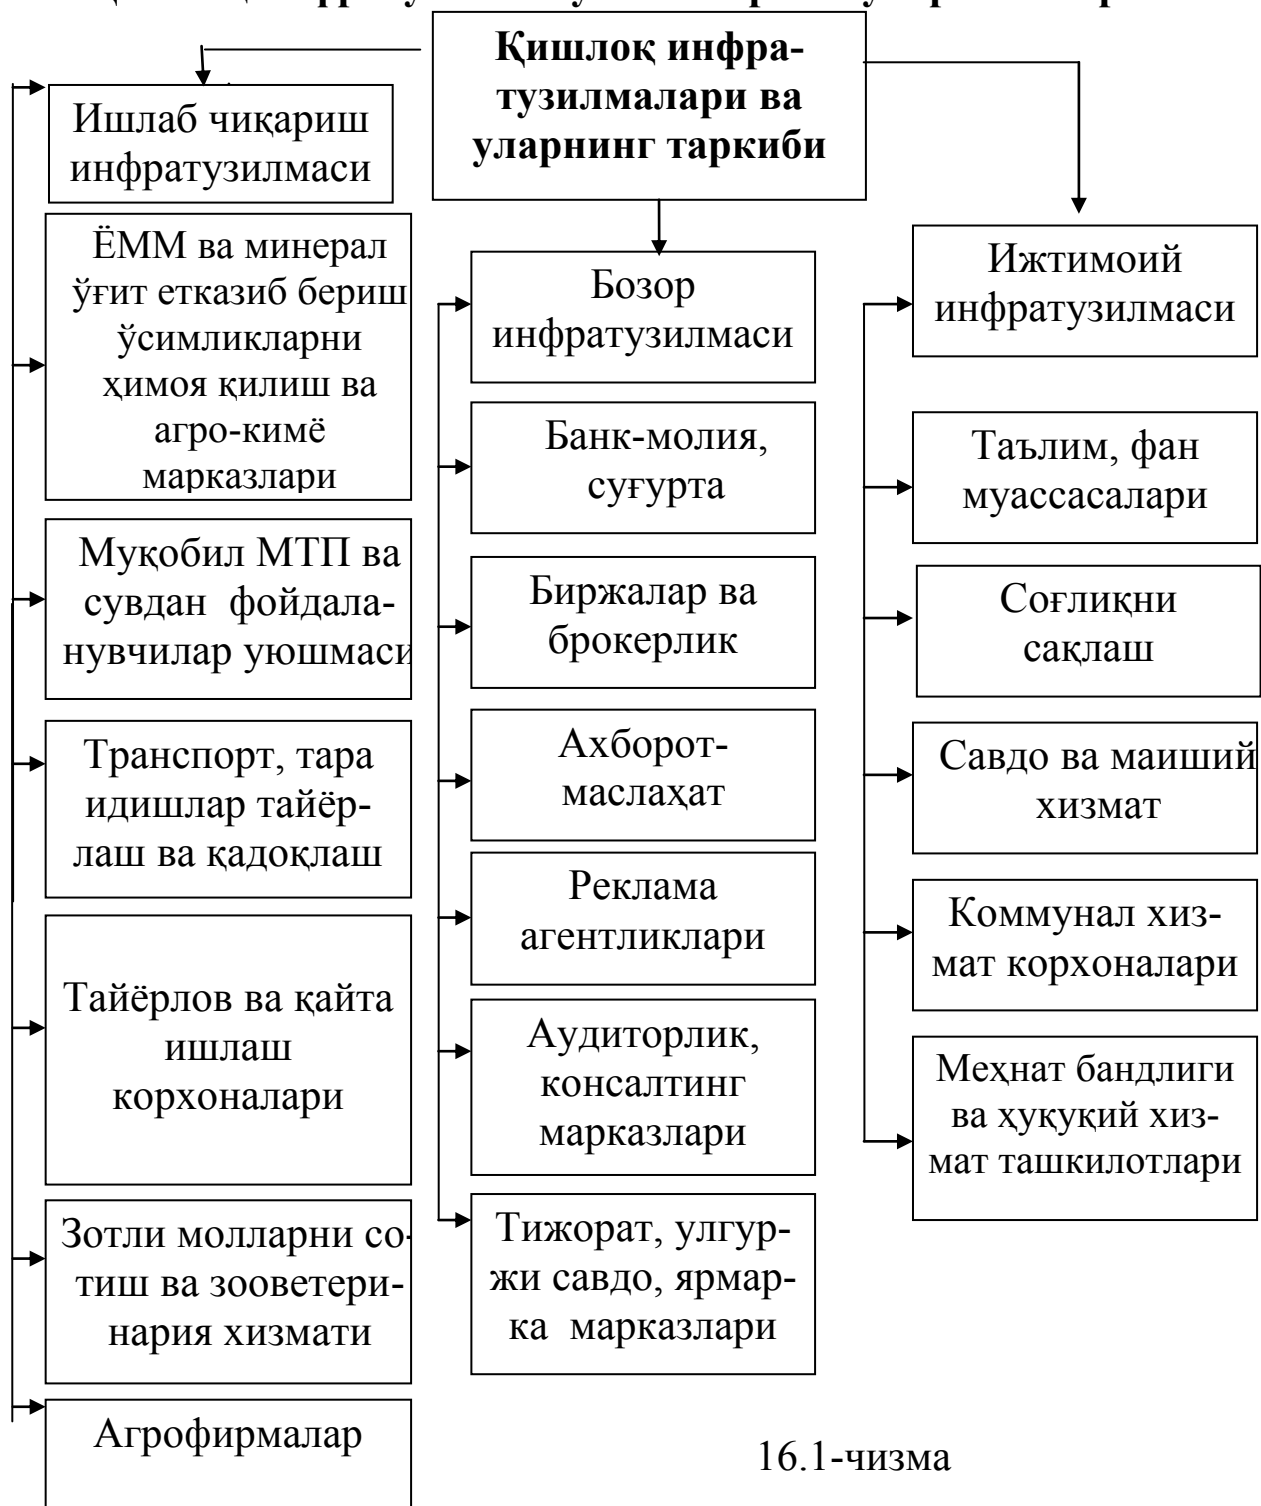 Қишлоқ инфра-
тузилмалари ва
уларнинг таркиби
Ишлаб чиқариш
инфратузилмаси
ЁММ ва минерал
ўғит етказиб бериш
ўсимликларни
ҳимоя қилиш ва
агро-кимё
марказлари
Муқобил МТП ва
сувдан фойдала-
нувчилар уюшмаси
Транспорт, тара
идишлар тайёр-
лаш ва қадоқлаш
Тайёрлов ва қайта
ишлаш
корхоналари
Зотли молларни со-
тиш ва зооветери-
нария хизмати
Агрофирмалар
Бозор
инфратузилмаси
Банк-молия,
суғурта
Биржалар ва
брокерлик
Ахборот-
маслаҳат
Реклама
агентликлари
Аудиторлик,
консалтинг
марказлари
Тижорат, улгур-
жи савдо, ярмар-
ка марказлари
Ижтимоий
инфратузилмаси
Таълим, фан
муассасалари
Соғлиқни
сақлаш
Савдо ва маиший
хизмат
Коммунал хиз-
мат корхоналари
Меҳнат бандлиги
ва ҳуқуқий хиз-
мат ташкилотлари
16.1-чизма